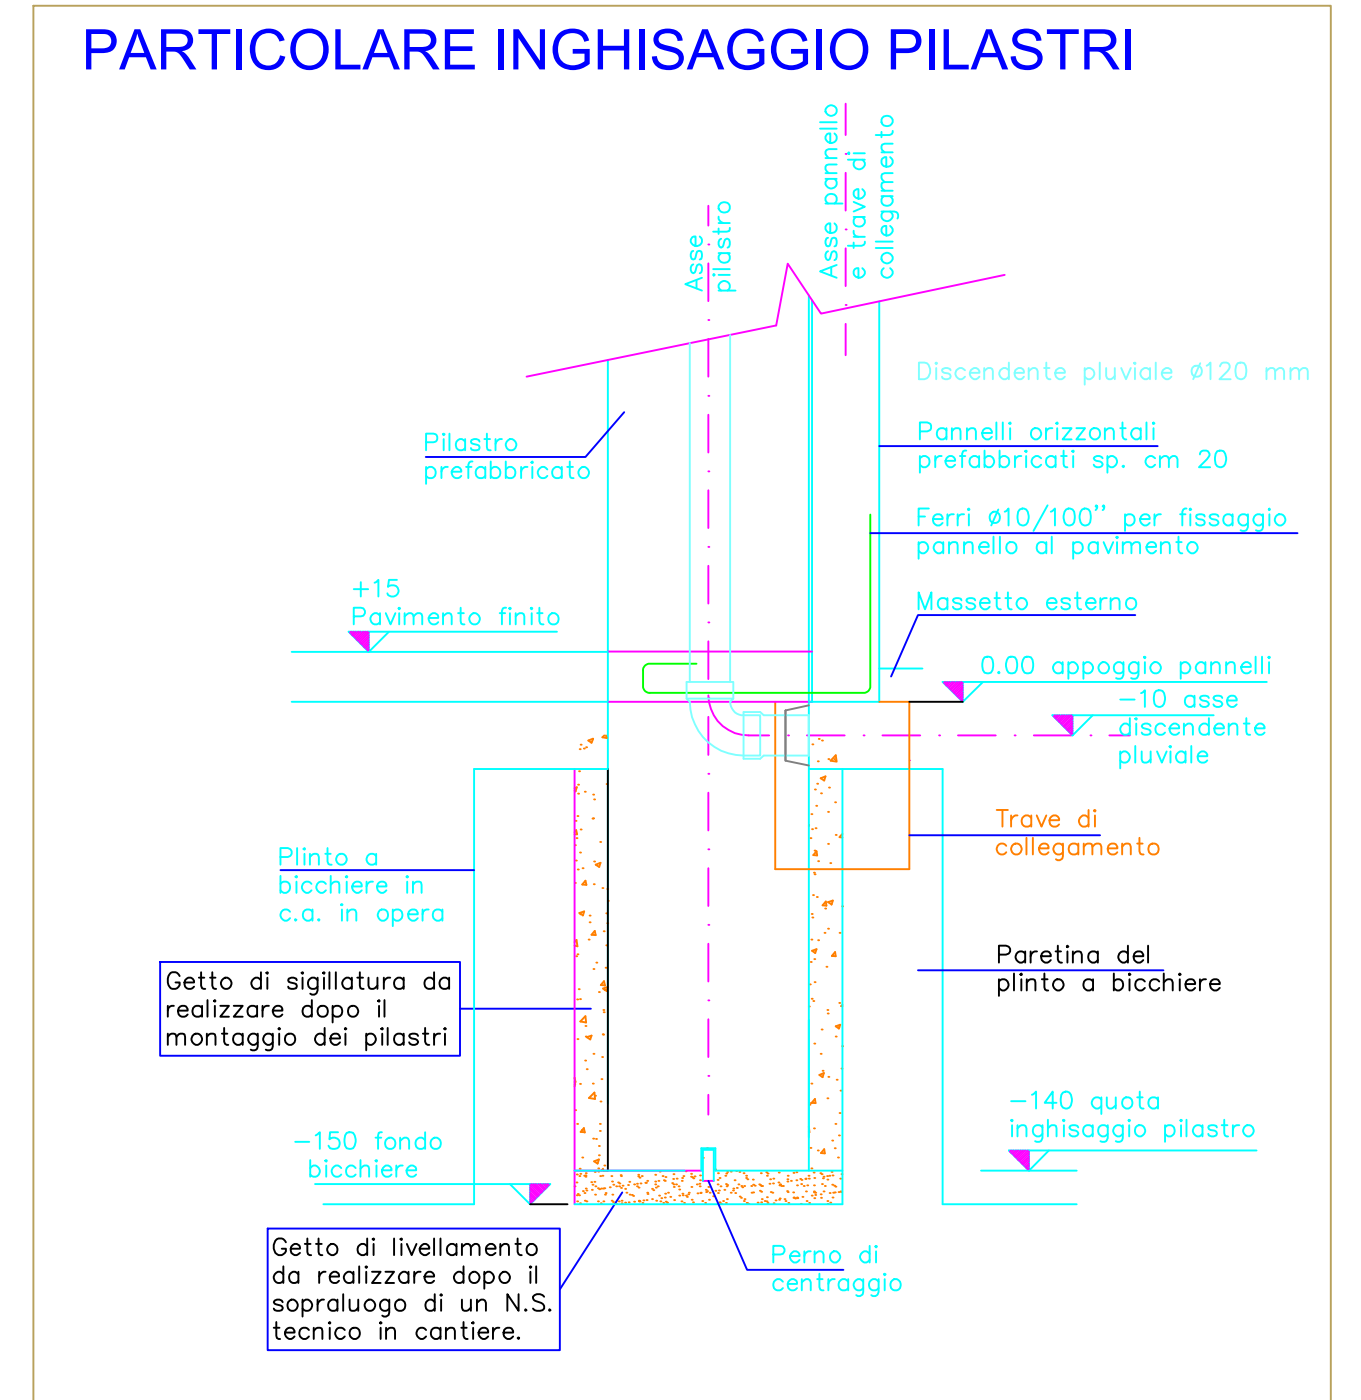 PARTICOLARE INGHISAGGIO PILASTRI
Asse
pilastro
Asse pannello
e trave di
collegamento
Discendente pluviale ø120 mm
Pilastro
prefabbricato
Pannelli orizzontali
prefabbricati sp. cm 20
Ferri ø10/100’’ per fissaggio
pannello al pavimento
+15
Pavimento finito
Massetto esterno
0.00 appoggio pannelli
-10 asse
discendente
pluviale
Trave di
collegamento
Plinto a
bicchiere in
c.a. in opera
Paretina del
plinto a bicchiere
Getto di sigillatura da
realizzare dopo il
montaggio dei pilastri
-140 quota
inghisaggio pilastro
-150 fondo
bicchiere
Getto di livellamento
da realizzare dopo il
sopraluogo di un N.S.
tecnico in cantiere.
Perno di
centraggio